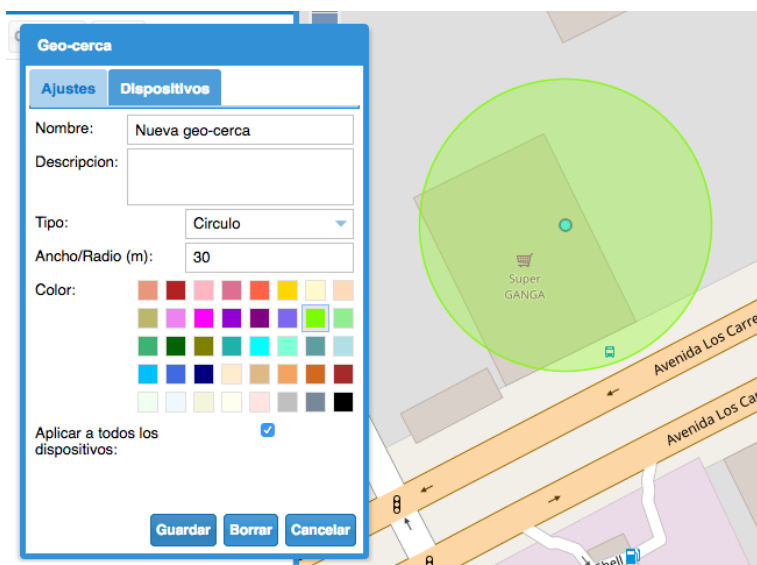 Geo-cerca
Ajustes
Dispositivos
Nombre:
Nueva geo-cerca
Descripcion:
Tipo:
Circulo
Ancho/Radio (m):
30
Color:
Aplicar a todos los
dispositivos:
Guardar
Borrar
Cancelar
Super
GANGA
Avenida Los Carre
Avenida Los Ca
Shell